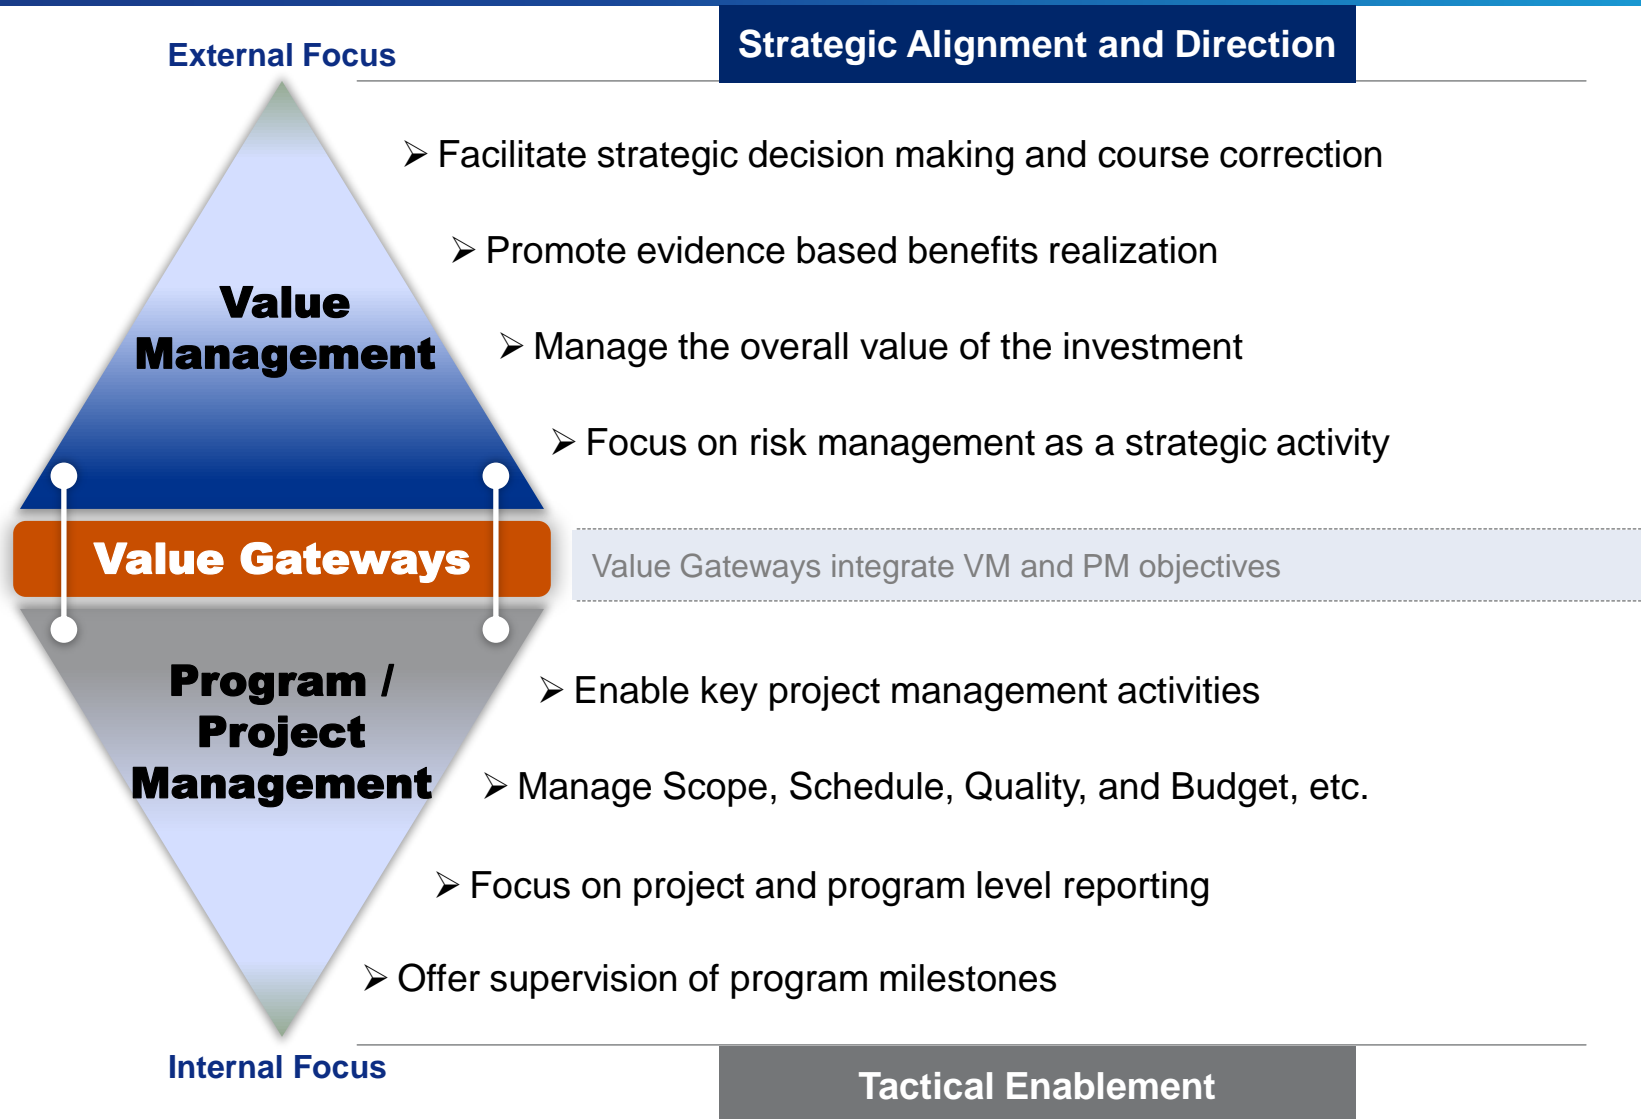 External Focus
Strategic Alignment and Direction
➢ Facilitate strategic decision making and course correction
➢ Promote evidence based benefits realization
Value
Management
➢ Manage the overall value of the investment
➢ Focus on risk management as a strategic activity
Value Gateways
Value Gateways integrate VM and PM objectives
Program /
Project
Management
➢ Enable key project management activities
➢ Manage Scope, Schedule, Quality, and Budget, etc.
➢ Focus on project and program level reporting
➢ Offer supervision of program milestones
Internal Focus
Tactical Enablement